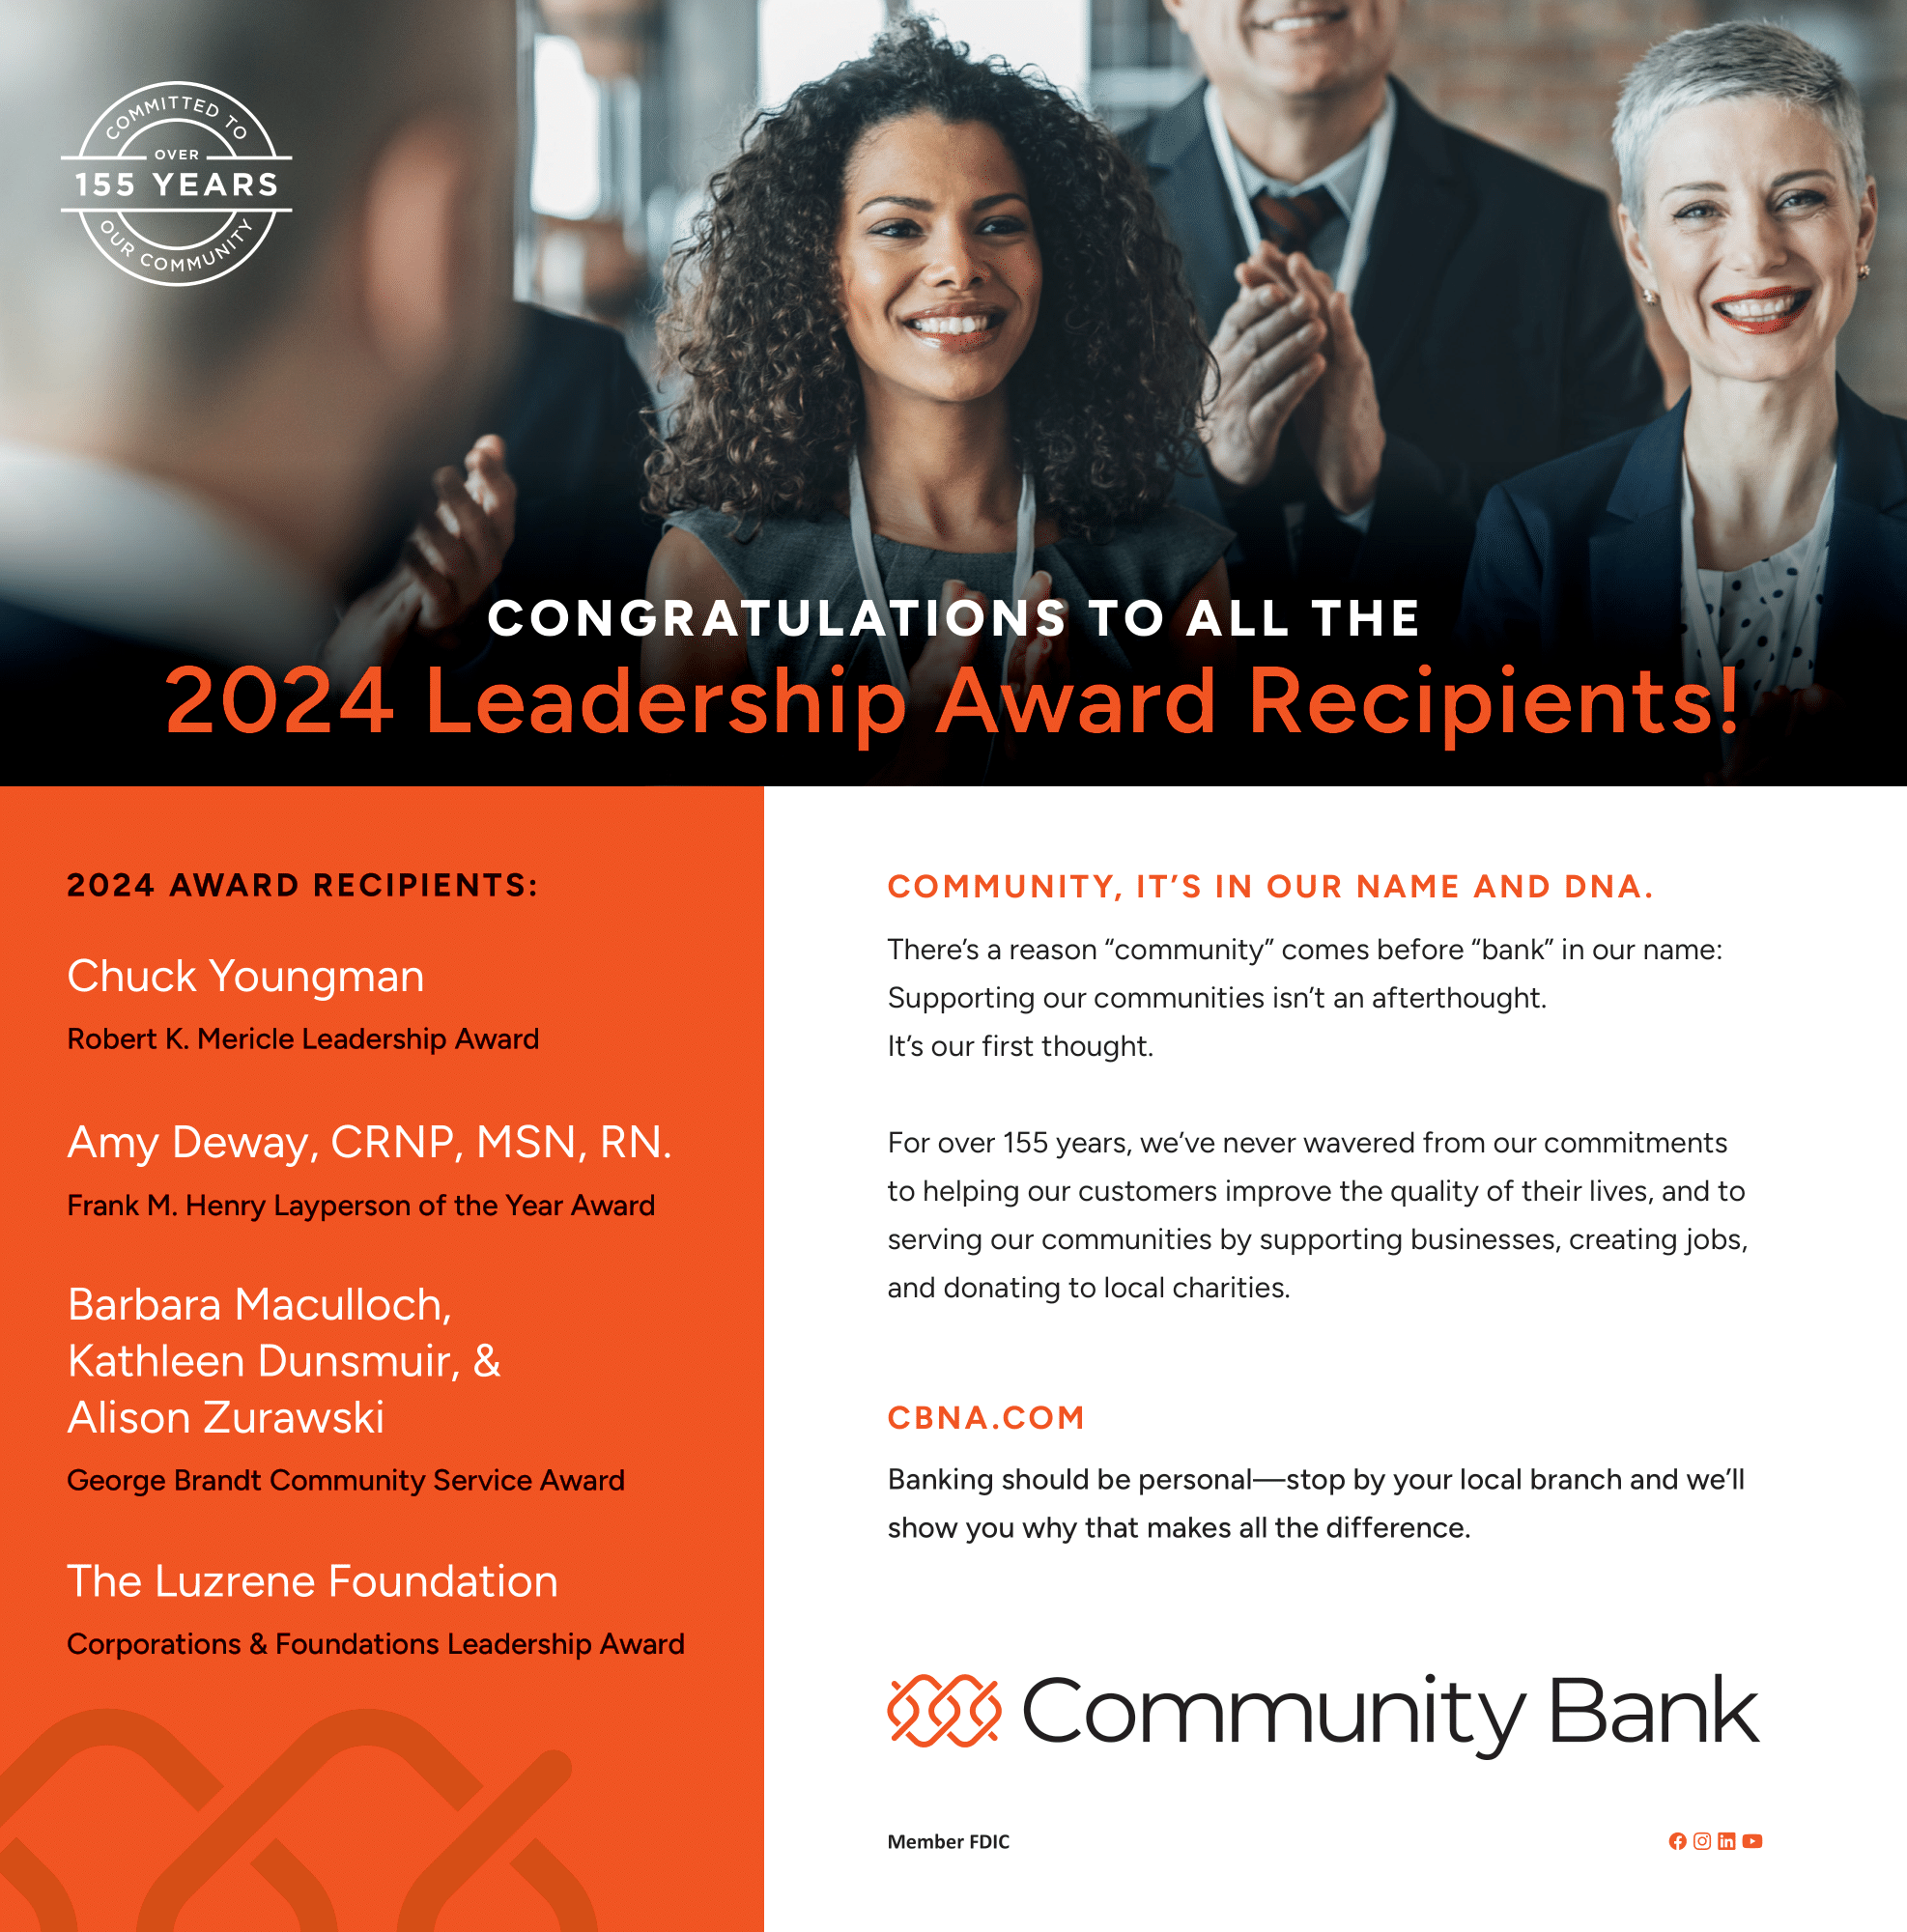 COMMITTED TO
OVER
155 YEARS
OUR COMMUNITY
CONGRATULATIONS TO ALL THE
2024 Leadership Award Recipients!
2024 AWARD RECIPIENTS:
Chuck Youngman
Robert K. Mericle Leadership Award
Amy Deway, CRNP, MSN, RN.
Frank M. Henry Layperson of the Year Award
Barbara Maculloch,
Kathleen Dunsmuir, &
Alison Zurawski
George Brandt Community Service Award
The Luzrene Foundation
Corporations & Foundations Leadership Award
COMMUNITY, IT’S IN OUR NAME AND DNA.
There’s a reason “community” comes before “bank” in our name:
Supporting our communities isn’t an afterthought.
It’s our first thought.
For over 155 years, we’ve never wavered from our commitments
to helping our customers improve the quality of their lives, and to
serving our communities by supporting businesses, creating jobs,
and donating to local charities.
CBNA.COM
Banking should be personal—stop by your local branch and we’ll
show you why that makes all the difference.
Community Bank
Member FDIC